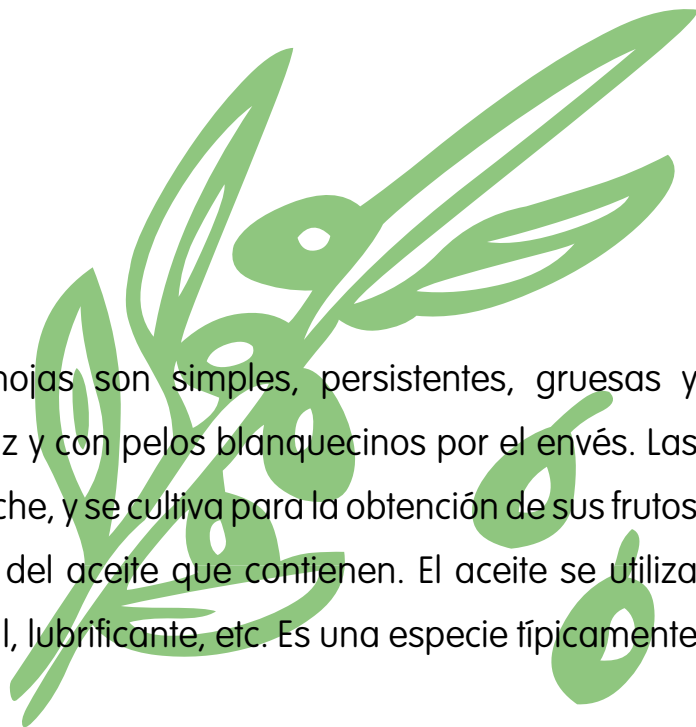 hojas son simples, persistentes, gruesas y
z y con pelos blanquecinos por el envés. Las
che, y se cultiva para la obtención de sus frutos
del aceite que contienen. El aceite se utiliza
l, lubrificante, etc. Es una especie típicamente